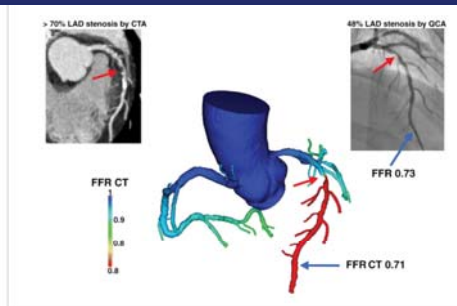 > 70% LAD stenosis by CTA
48% LAD stenosis by QCA
FFR 0.73
FFR CT
1
0.9
0.8
0.8
FFR CT 0.71